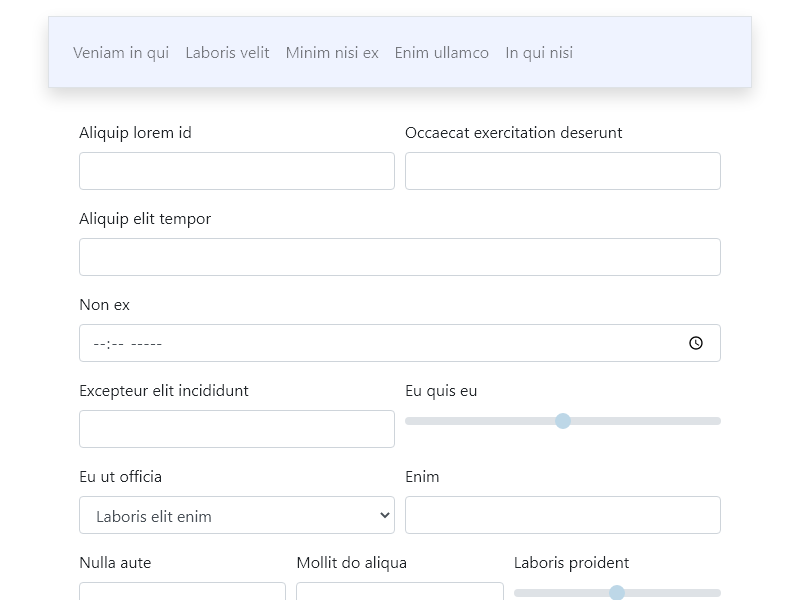 Veniam in qui Laboris velit Minim nisi ex Enim ullamco In qui nisi
Aliquip lorem id Occaecat exercitation deserunt
Aliquip elit tempor
Non ex
--:-- -----
Excepteur elit incididunt Eu quis eu
Eu ut officia Enim
Laboris elit enim
Nulla aute Mollit do aliqua Laboris proident